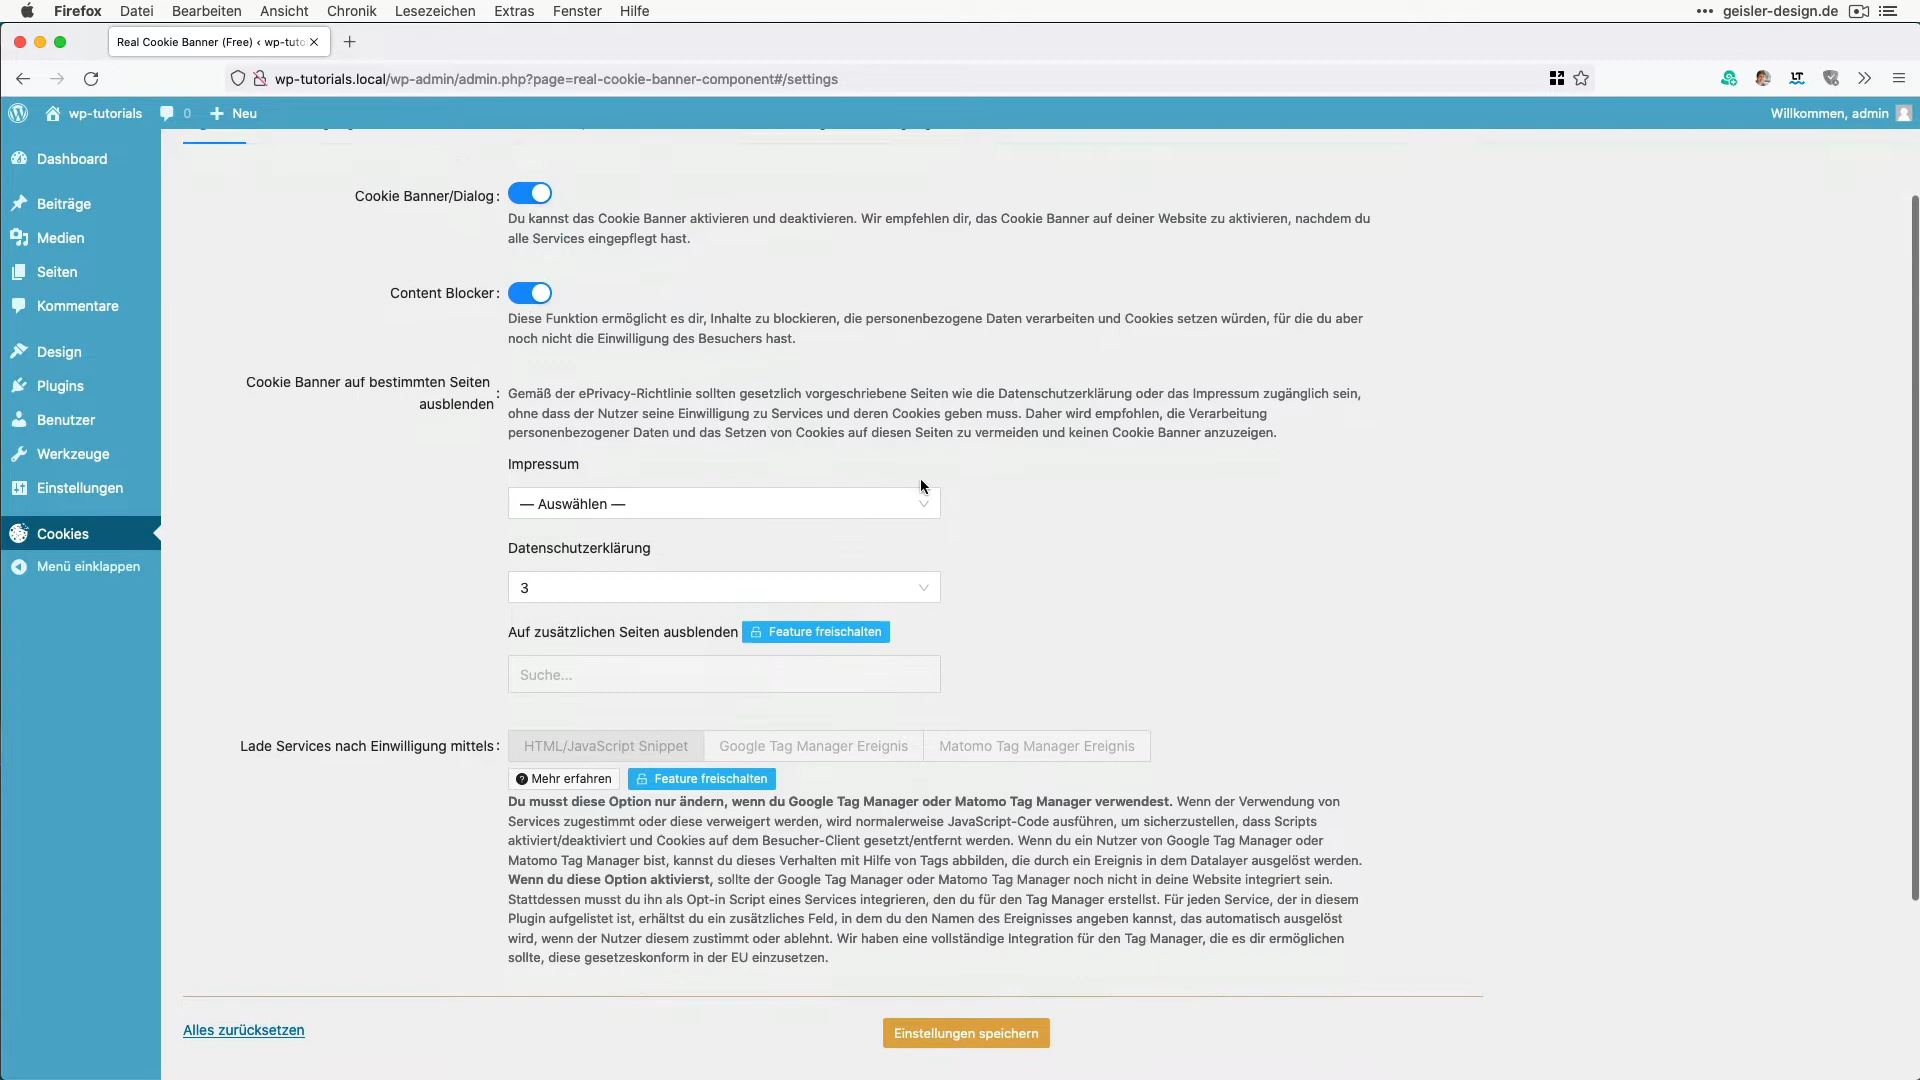 Firefox Datei Bearbeiten Ansicht Chronik Lesezeichen Extras Fenster Hilfe
geisler-design.de
Real Cookie Banner (Free) ‹ wp-tuto
wp-tutorials.local/wp-admin/admin.php?page=real-cookie-banner-component#/settings
wp-tutorials 0 Neu
Willkommen, admin
Dashboard
Beiträge
Medien
Seiten
Kommentare
Design
Plugins
Benutzer
Werkzeuge
Einstellungen
Cookies
Menü einklappen
Cookie Banner/Dialog :
Du kannst das Cookie Banner aktivieren und deaktivieren. Wir empfehlen dir, das Cookie Banner auf deiner Website zu aktivieren, nachdem du
alle Services eingepflegt hast.
Content Blocker :
Diese Funktion ermöglicht es dir, Inhalte zu blockieren, die personenbezogene Daten verarbeiten und Cookies setzen würden, für die du aber
noch nicht die Einwilligung des Besuchers hast.
Cookie Banner auf bestimmten Seiten
ausblenden :
Gemäß der ePrivacy-Richtlinie sollten gesetzlich vorgeschriebene Seiten wie die Datenschutzerklärung oder das Impressum zugänglich sein,
ohne dass der Nutzer seine Einwilligung zu Services und deren Cookies geben muss. Daher wird empfohlen, die Verarbeitung
personenbezogener Daten und das Setzen von Cookies auf diesen Seiten zu vermeiden und keinen Cookie Banner anzuzeigen.
Impressum
— Auswählen —
Datenschutzerklärung
3
Auf zusätzlichen Seiten ausblenden Feature freischalten
Suche...
Lade Services nach Einwilligung mittels :
HTML/JavaScript Snippet Google Tag Manager Ereignis Matomo Tag Manager Ereignis
Mehr erfahren Feature freischalten
Du musst diese Option nur ändern, wenn du Google Tag Manager oder Matomo Tag Manager verwendest. Wenn der Verwendung von
Services zugestimmt oder diese verweigert werden, wird normalerweise JavaScript-Code ausführen, um sicherzustellen, dass Scripts
aktiviert/deaktiviert und Cookies auf dem Besucher-Client gesetzt/entfernt werden. Wenn du ein Nutzer von Google Tag Manager oder
Matomo Tag Manager bist, kannst du dieses Verhalten mit Hilfe von Tags abbilden, die durch ein Ereignis in dem Datalayer ausgelöst werden.
Wenn du diese Option aktivierst, sollte der Google Tag Manager oder Matomo Tag Manager noch nicht in deine Website integriert sein.
Stattdessen musst du ihn als Opt-in Script eines Services integrieren, den du für den Tag Manager erstellst. Für jeden Service, der in diesem
Plugin aufgelistet ist, erhältst du ein zusätzliches Feld, in dem du den Namen des Ereignisses angeben kannst, das automatisch ausgelöst
wird, wenn der Nutzer diesem zustimmt oder ablehnt. Wir haben eine vollständige Integration für den Tag Manager, die es dir ermöglichen
sollte, diese gesetzeskonform in der EU einzusetzen.
Alles zurücksetzen
Einstellungen speichern